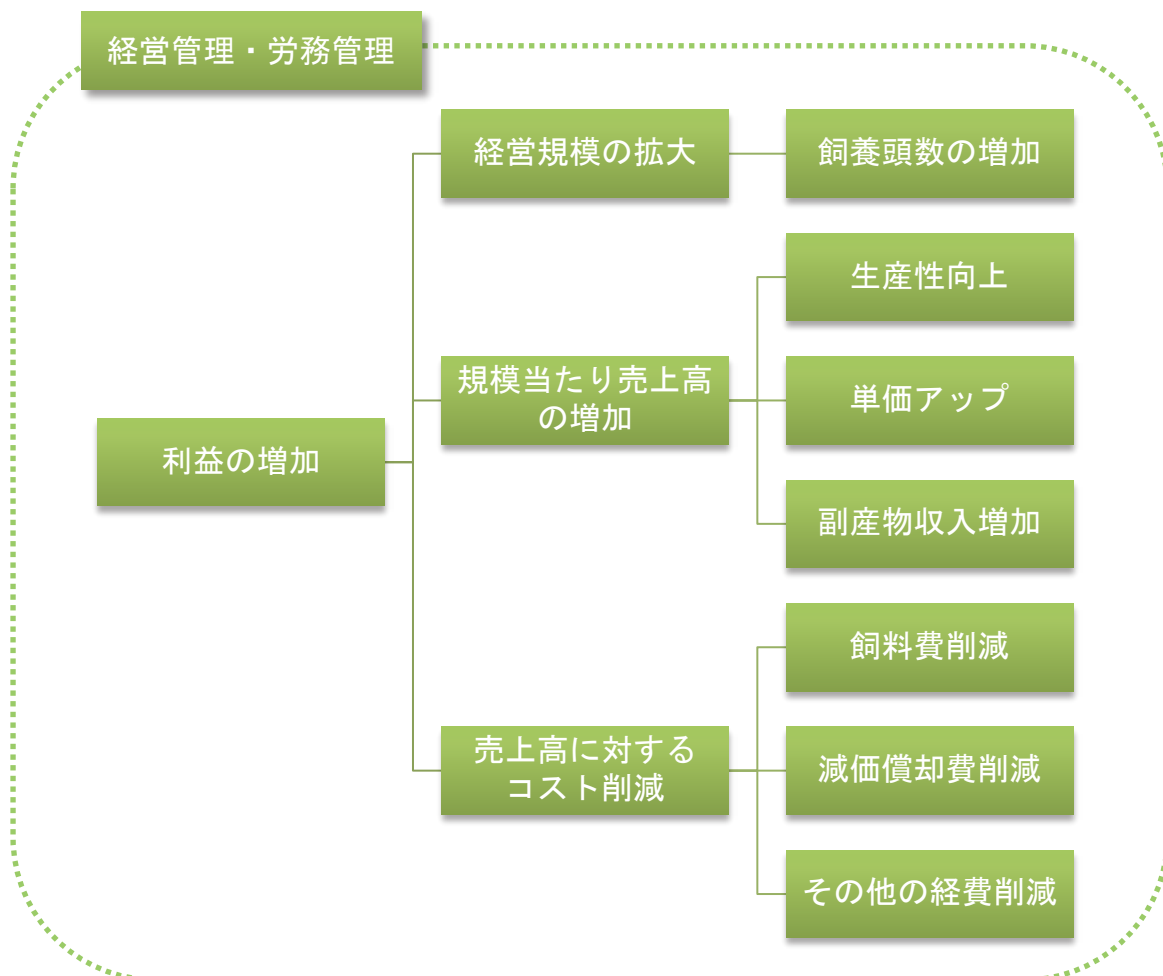 経営管理・労務管理
経営規模の拡大
飼養頭数の増加
生産性向上
規模当たり売上高
の増加
単価アップ
利益の増加
副産物収入増加
飼料費削減
売上高に対する
コスト削減
減価償却費削減
その他の経費削減